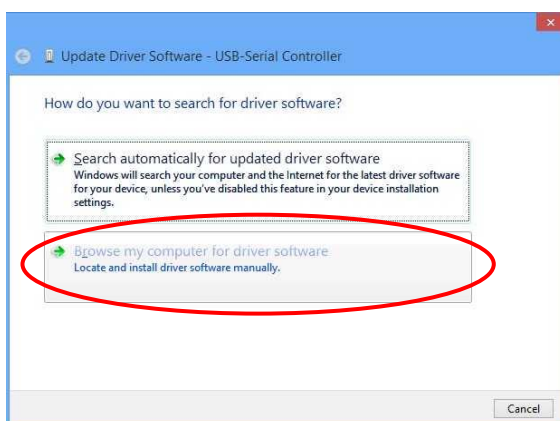 Update Driver Software - USB-Serial Controller
How do you want to search for driver software?
Search automatically for updated driver software
Windows will search your computer and the Internet for the latest driver software
for your device, unless you've disabled this feature in your device installation
settings.
Browse my computer for driver software
Locate and install driver software manually.
Cancel